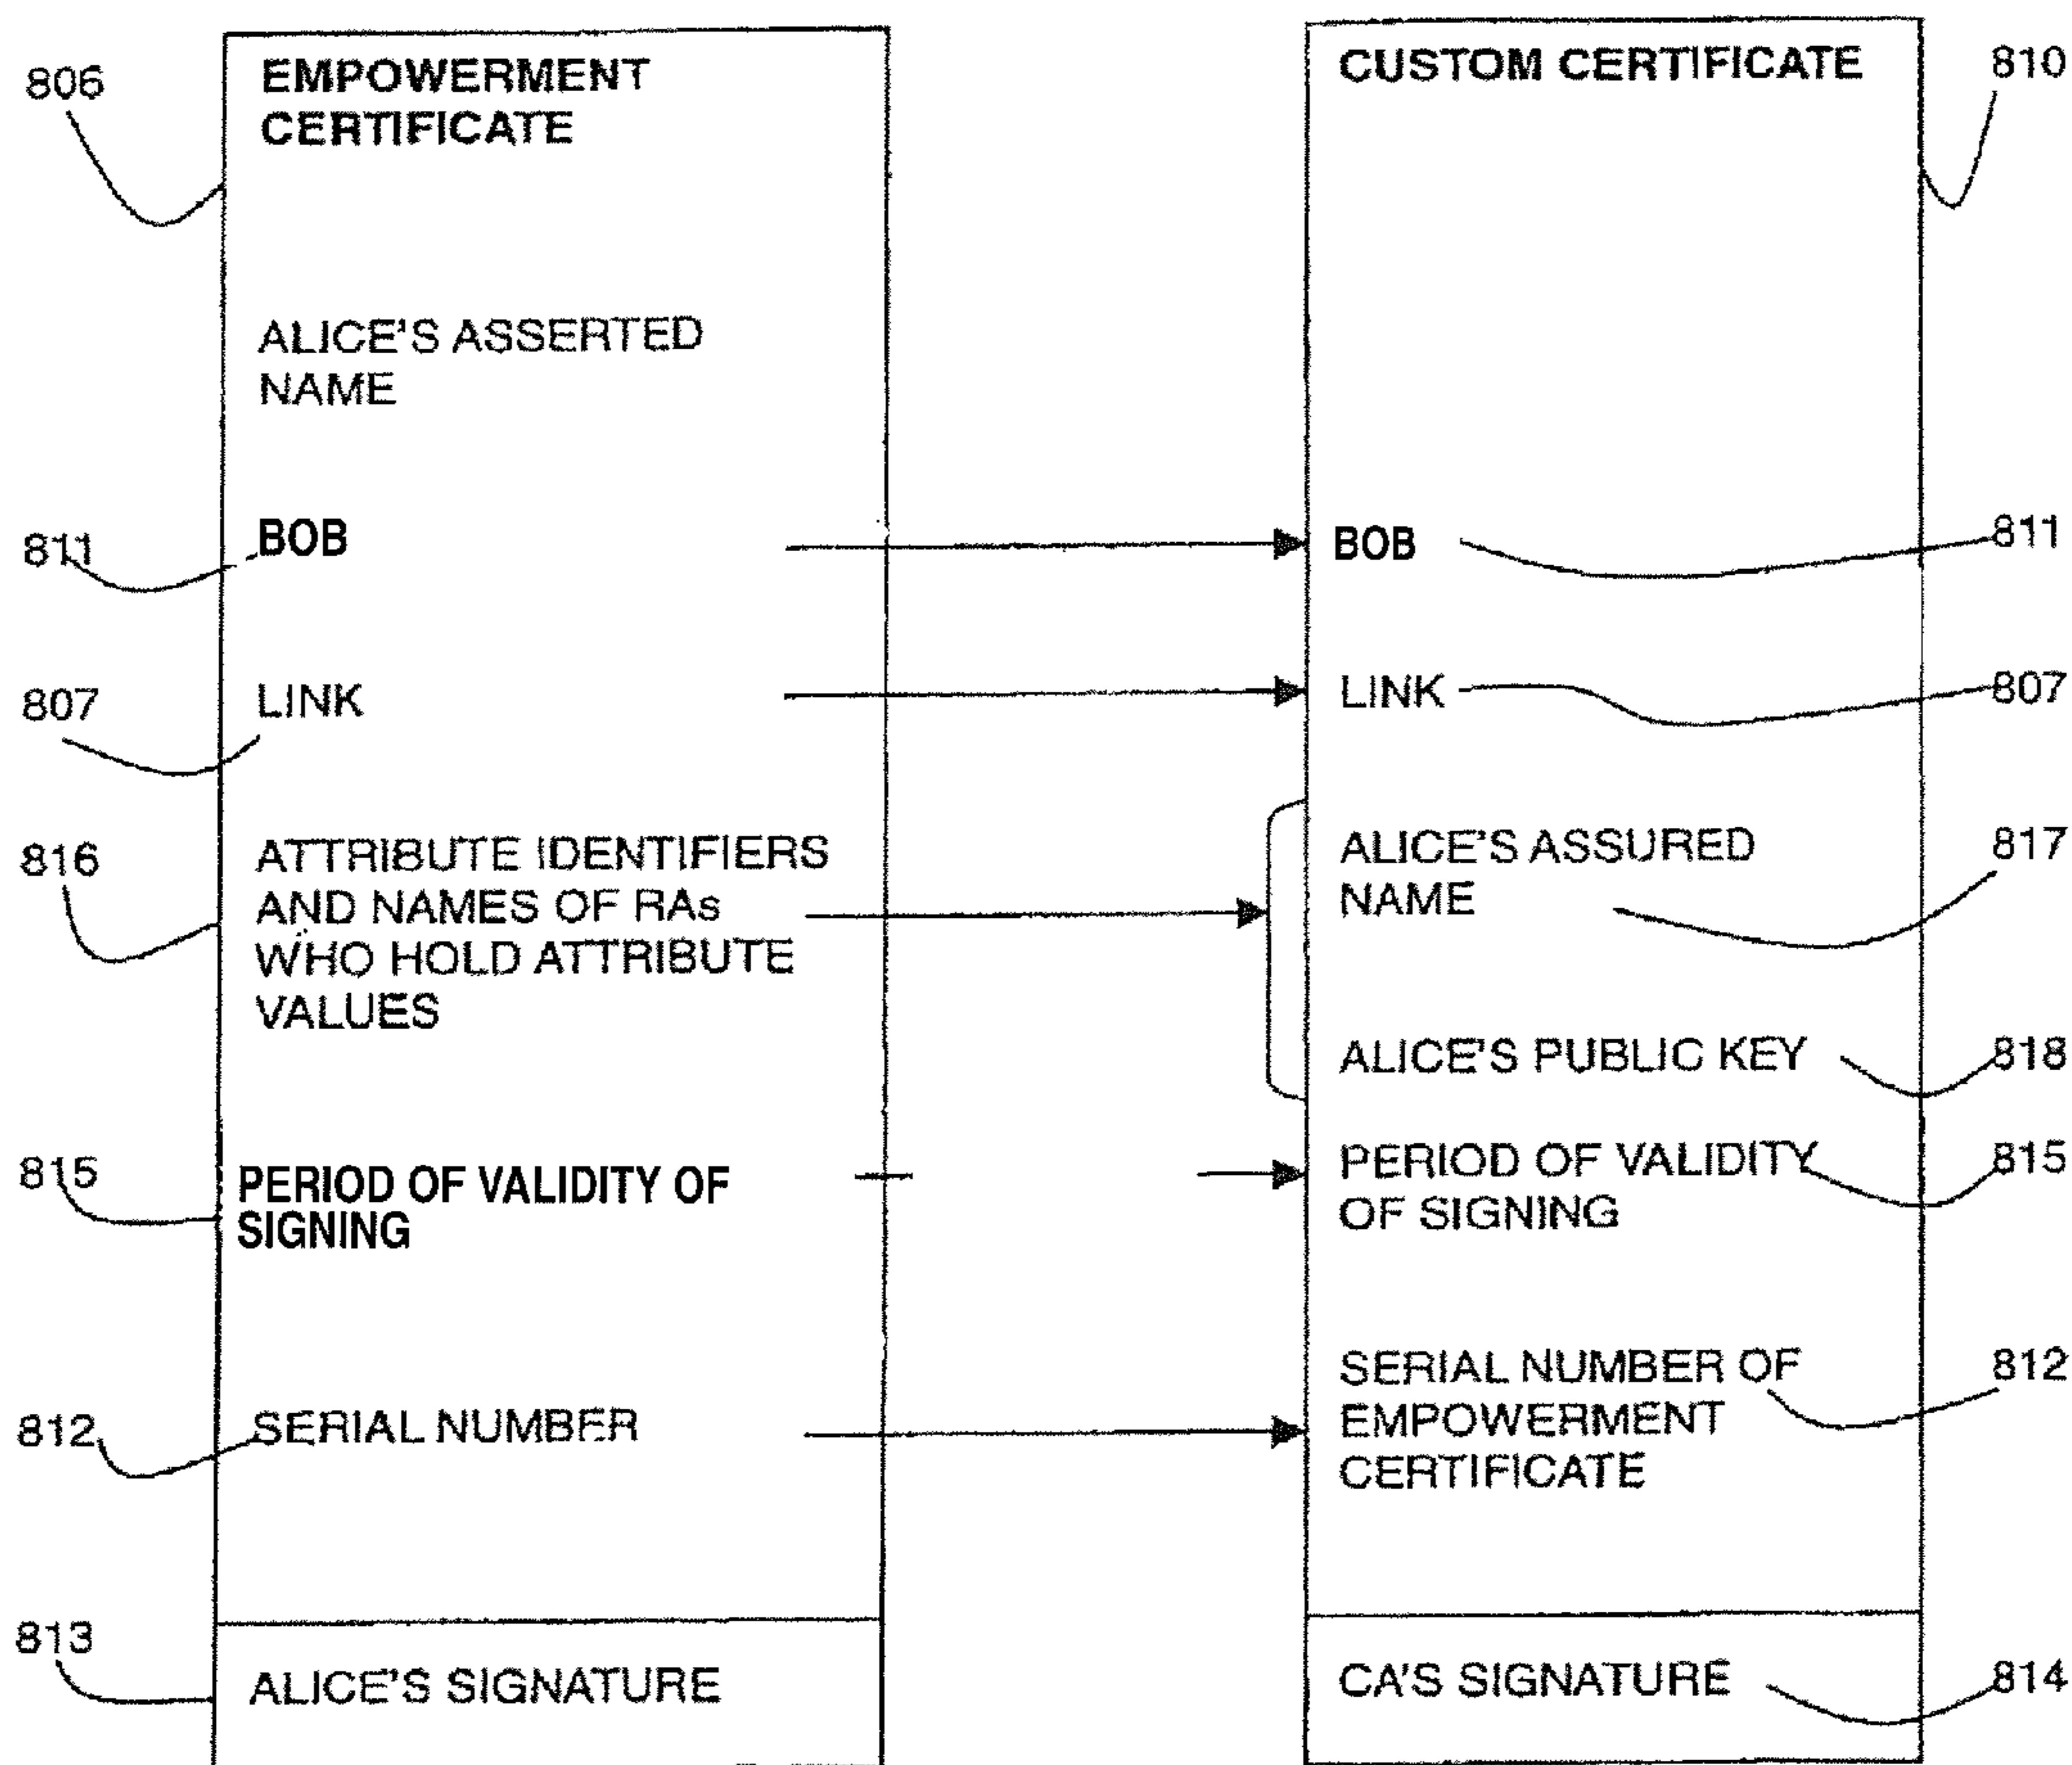 806
EMPOWERMENT
CERTIFICATE
ALICE'S ASSERTED
NAME
811
BOB
807
LINK
816
ATTRIBUTE IDENTIFIERS
AND NAMES OF RAs
WHO HOLD ATTRIBUTE
VALUES
815
PERIOD OF VALIDITY OF
SIGNING
812
SERIAL NUMBER
813
ALICE'S SIGNATURE
CUSTOM CERTIFICATE
810
BOB
811
LINK
807
ALICE'S ASSURED
NAME
817
ALICE'S PUBLIC KEY
818
PERIOD OF VALIDITY
OF SIGNING
815
SERIAL NUMBER OF
EMPOWERMENT
CERTIFICATE
812
CA'S SIGNATURE
814